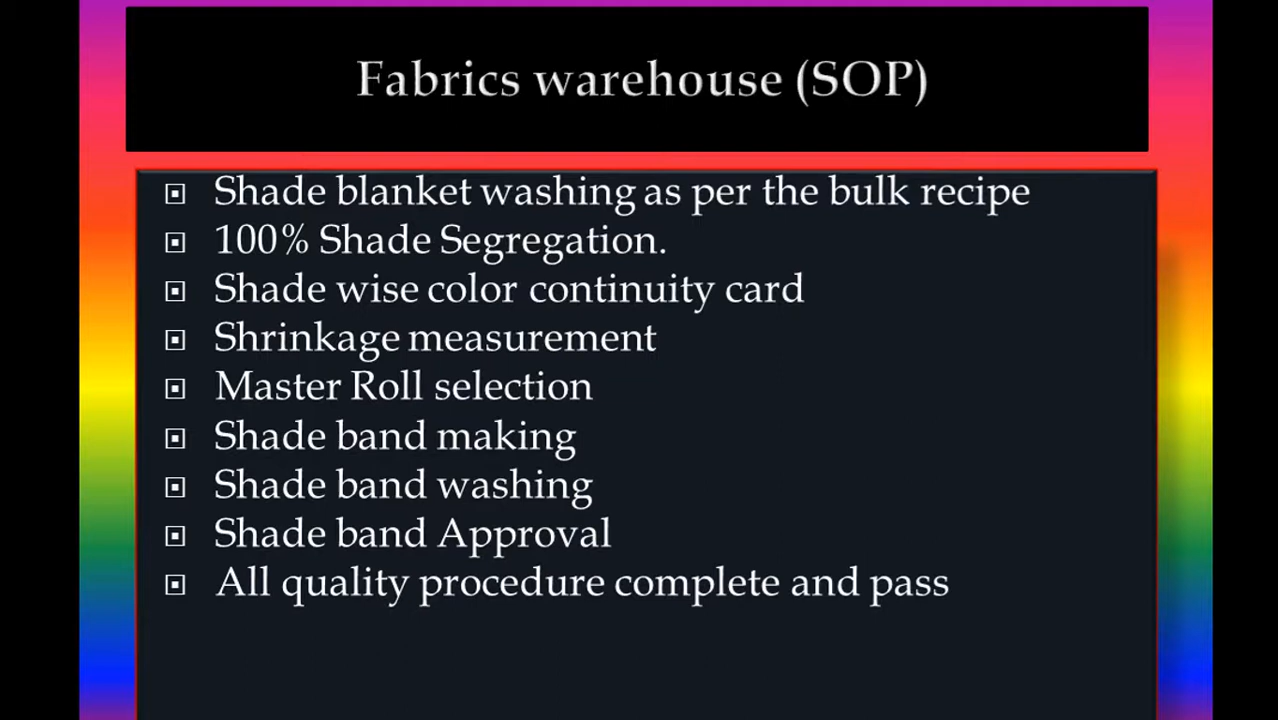 Fabrics warehouse (SOP)
Shade blanket washing as per the bulk recipe
100% Shade Segregation.
Shade wise color continuity card
Shrinkage measurement
Master Roll selection
Shade band making
Shade band washing
Shade band Approval
All quality procedure complete and pass